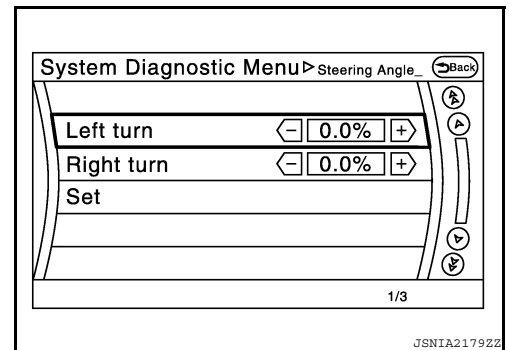 System Diagnostic Menu▷Steering Angle_ ⮌Back
Left turn − 0.0% +
Right turn − 0.0% +
Set
1/3
JSNIA2179ZZ